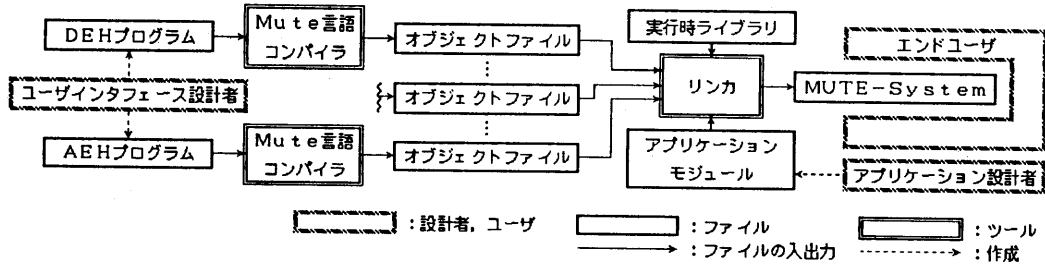 DEHプログラム
Mute言語
コンパイラ
オブジェクトファイル
実行時ライブラリ
エンドユーザ
ユーザインタフェース設計者
オブジェクトファイル
リンカ
MUTE-System
AEHプログラム
Mute言語
コンパイラ
オブジェクトファイル
アプリケーション
モジュール
アプリケーション設計者
:設計者,ユーザ
:ファイル
:ツール
:ファイルの入出力
:作成